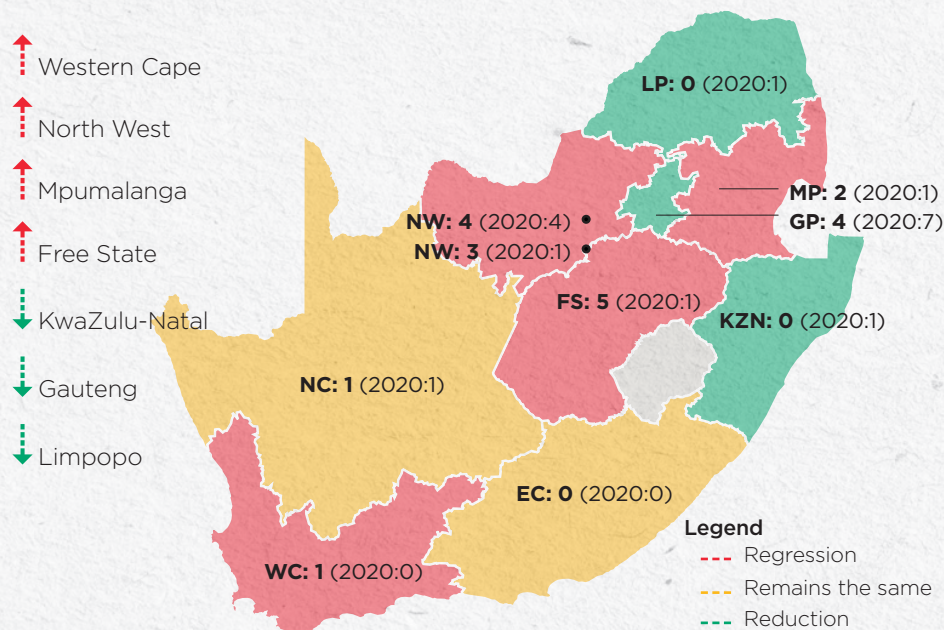 Western Cape
North West
Mpumalanga
Free State
KwaZulu-Natal
Gauteng
Limpopo
LP: 0 (2020:1)
MP: 2 (2020:1)
GP: 4 (2020:7)
NW: 4 (2020:4)
NW: 3 (2020:1)
FS: 5 (2020:1)
KZN: 0 (2020:1)
NC: 1 (2020:1)
EC: 0 (2020:0)
WC: 1 (2020:0)
Legend
Regression
Remains the same
Reduction